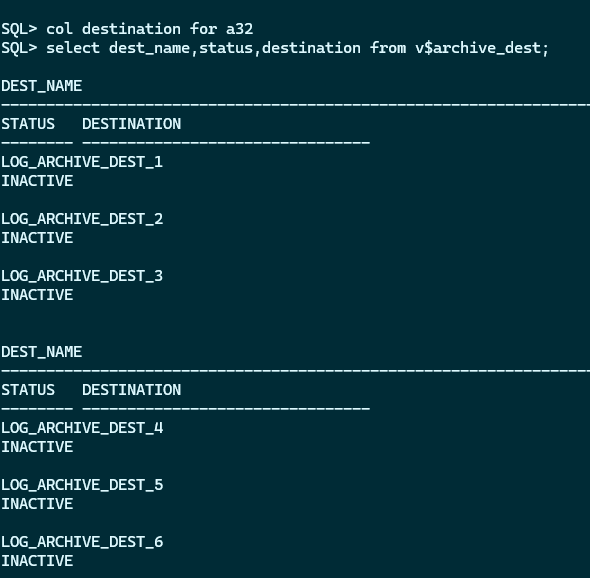 SQL> col destination for a32
SQL> select dest_name,status,destination from v$archive_dest;
DEST_NAME
--------------------------------------------------------------------------------
STATUS   DESTINATION
-------- --------------------------------
LOG_ARCHIVE_DEST_1
INACTIVE
LOG_ARCHIVE_DEST_2
INACTIVE
LOG_ARCHIVE_DEST_3
INACTIVE
DEST_NAME
--------------------------------------------------------------------------------
STATUS   DESTINATION
-------- --------------------------------
LOG_ARCHIVE_DEST_4
INACTIVE
LOG_ARCHIVE_DEST_5
INACTIVE
LOG_ARCHIVE_DEST_6
INACTIVE